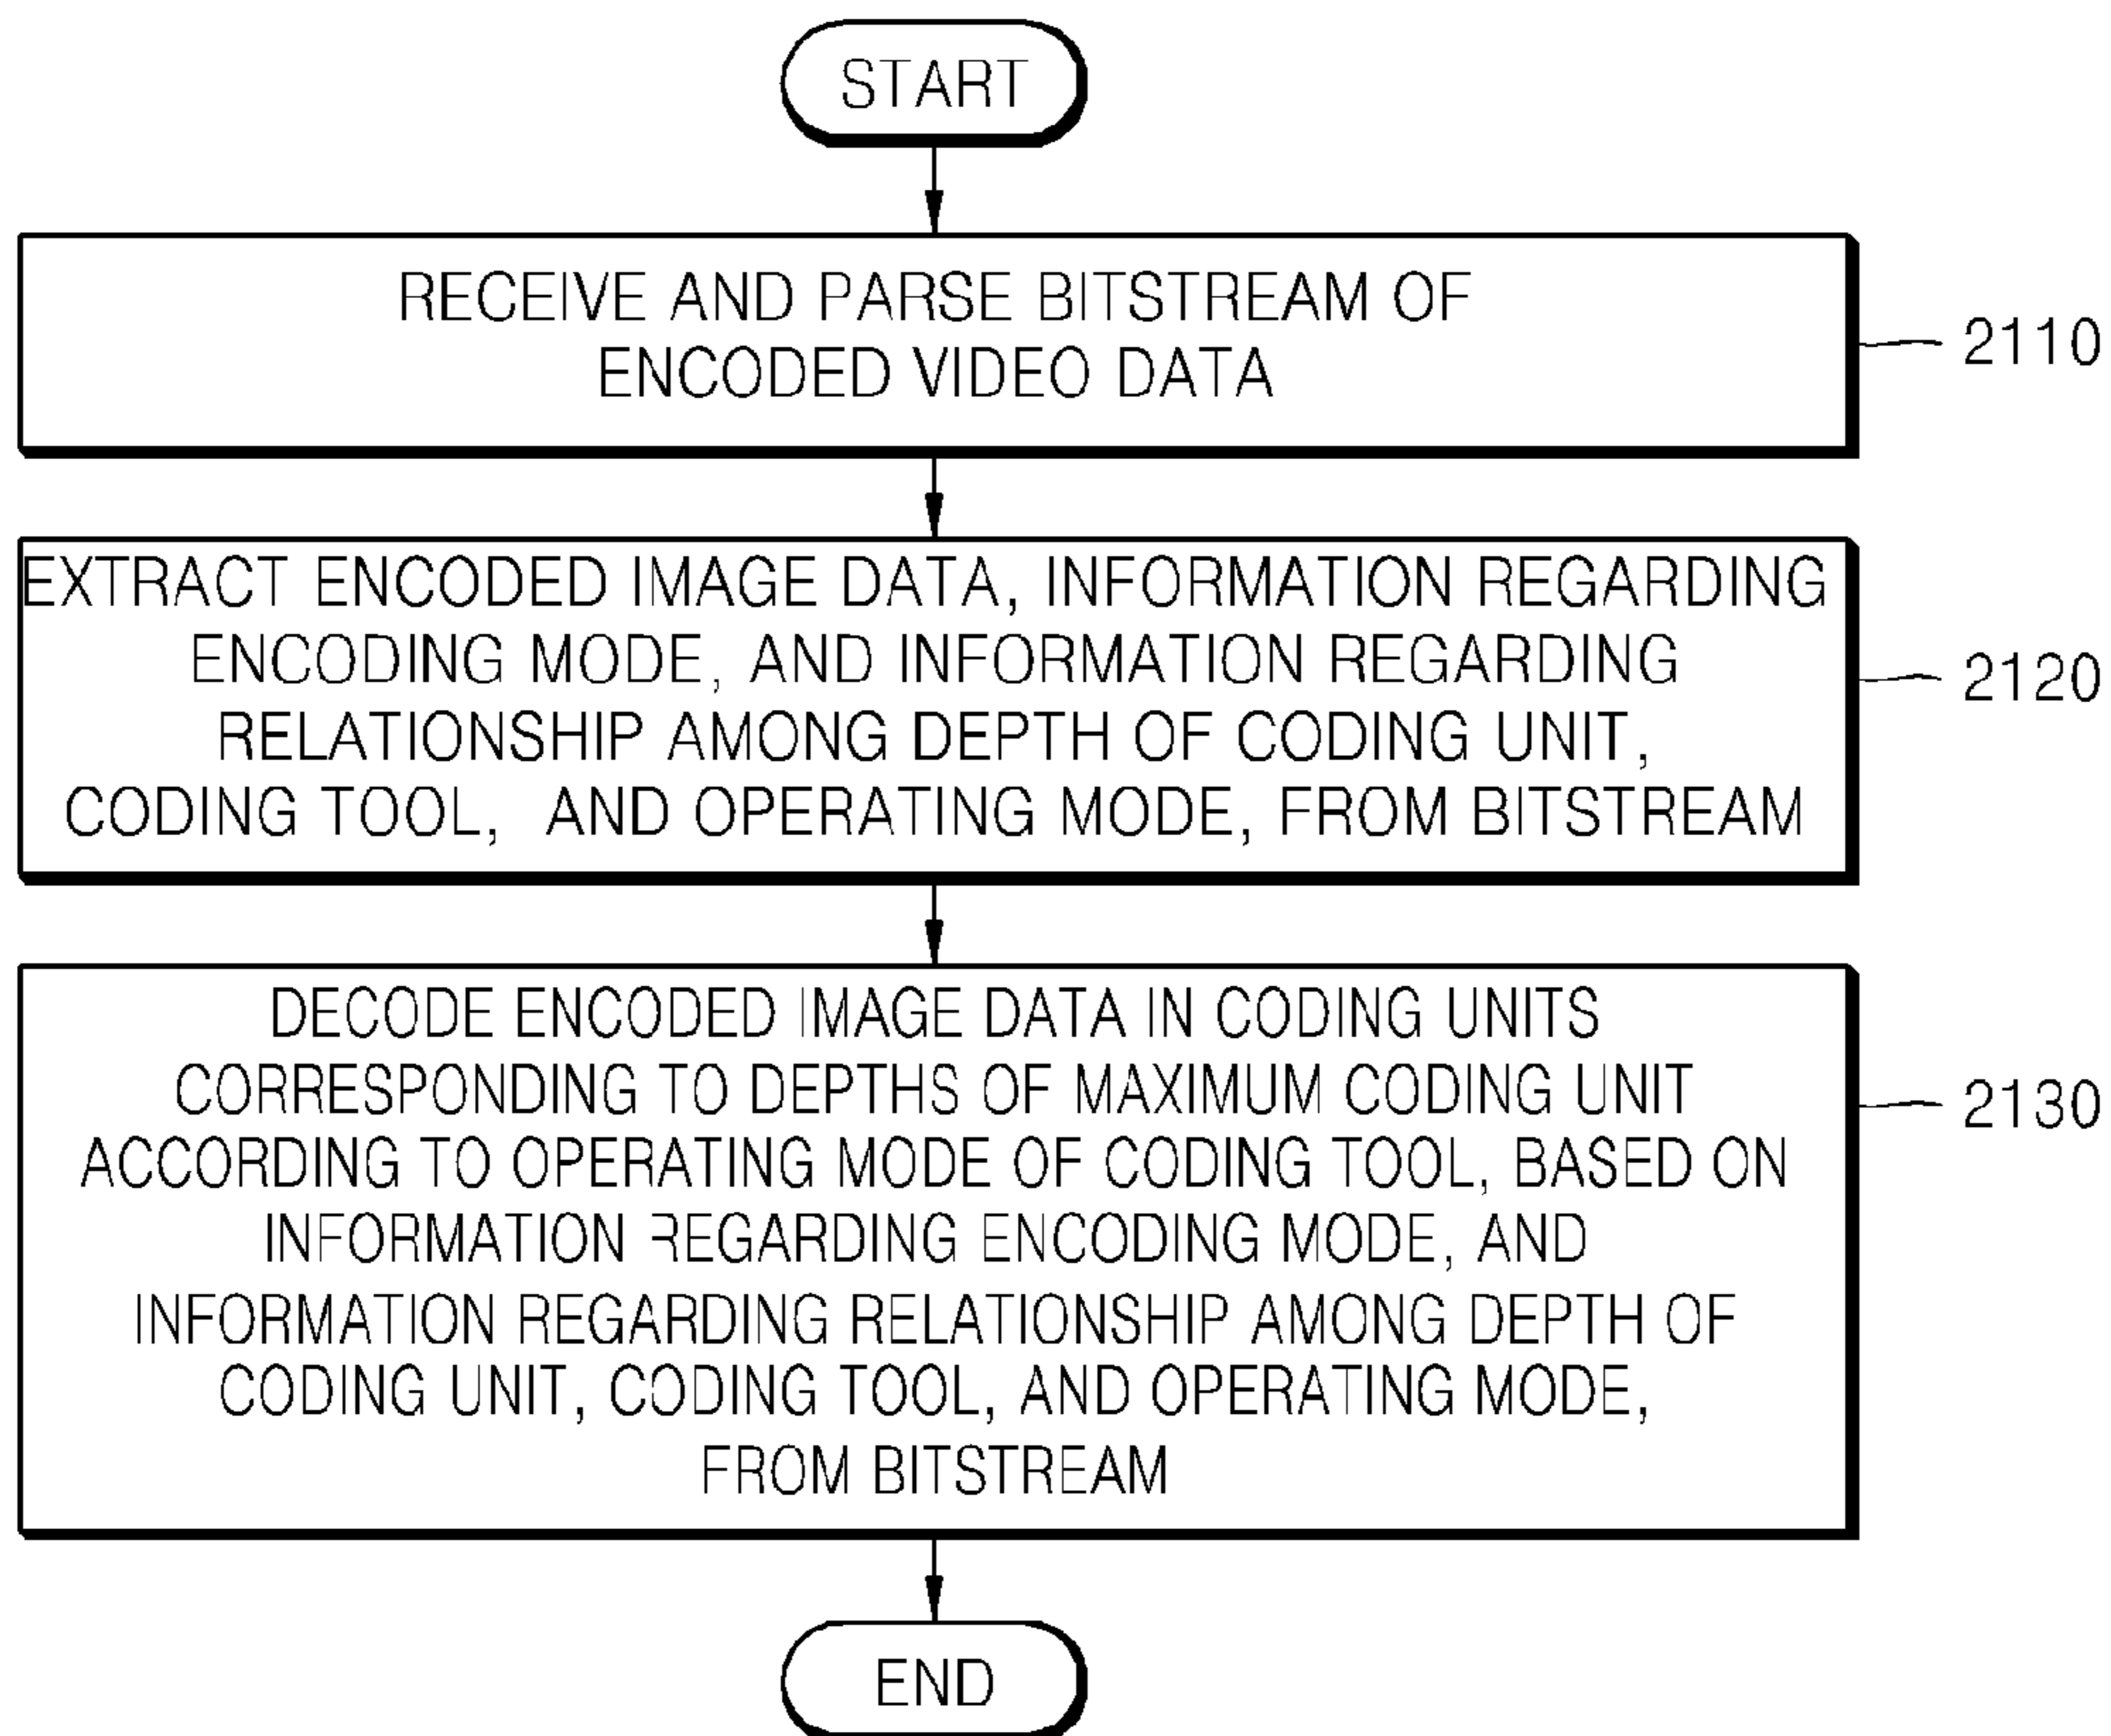 START
RECEIVE AND PARSE BITSTREAM OF
ENCODED VIDEO DATA
2110
EXTRACT ENCODED IMAGE DATA, INFORMATION REGARDING
ENCODING MODE, AND INFORMATION REGARDING
RELATIONSHIP AMONG DEPTH OF CODING UNIT,
CODING TOOL, AND OPERATING MODE, FROM BITSTREAM
2120
DECODE ENCODED IMAGE DATA IN CODING UNITS
CORRESPONDING TO DEPTHS OF MAXIMUM CODING UNIT
ACCORDING TO OPERATING MODE OF CODING TOOL, BASED ON
INFORMATION REGARDING ENCODING MODE, AND
INFORMATION REGARDING RELATIONSHIP AMONG DEPTH OF
CODING UNIT, CODING TOOL, AND OPERATING MODE,
FROM BITSTREAM
2130
END